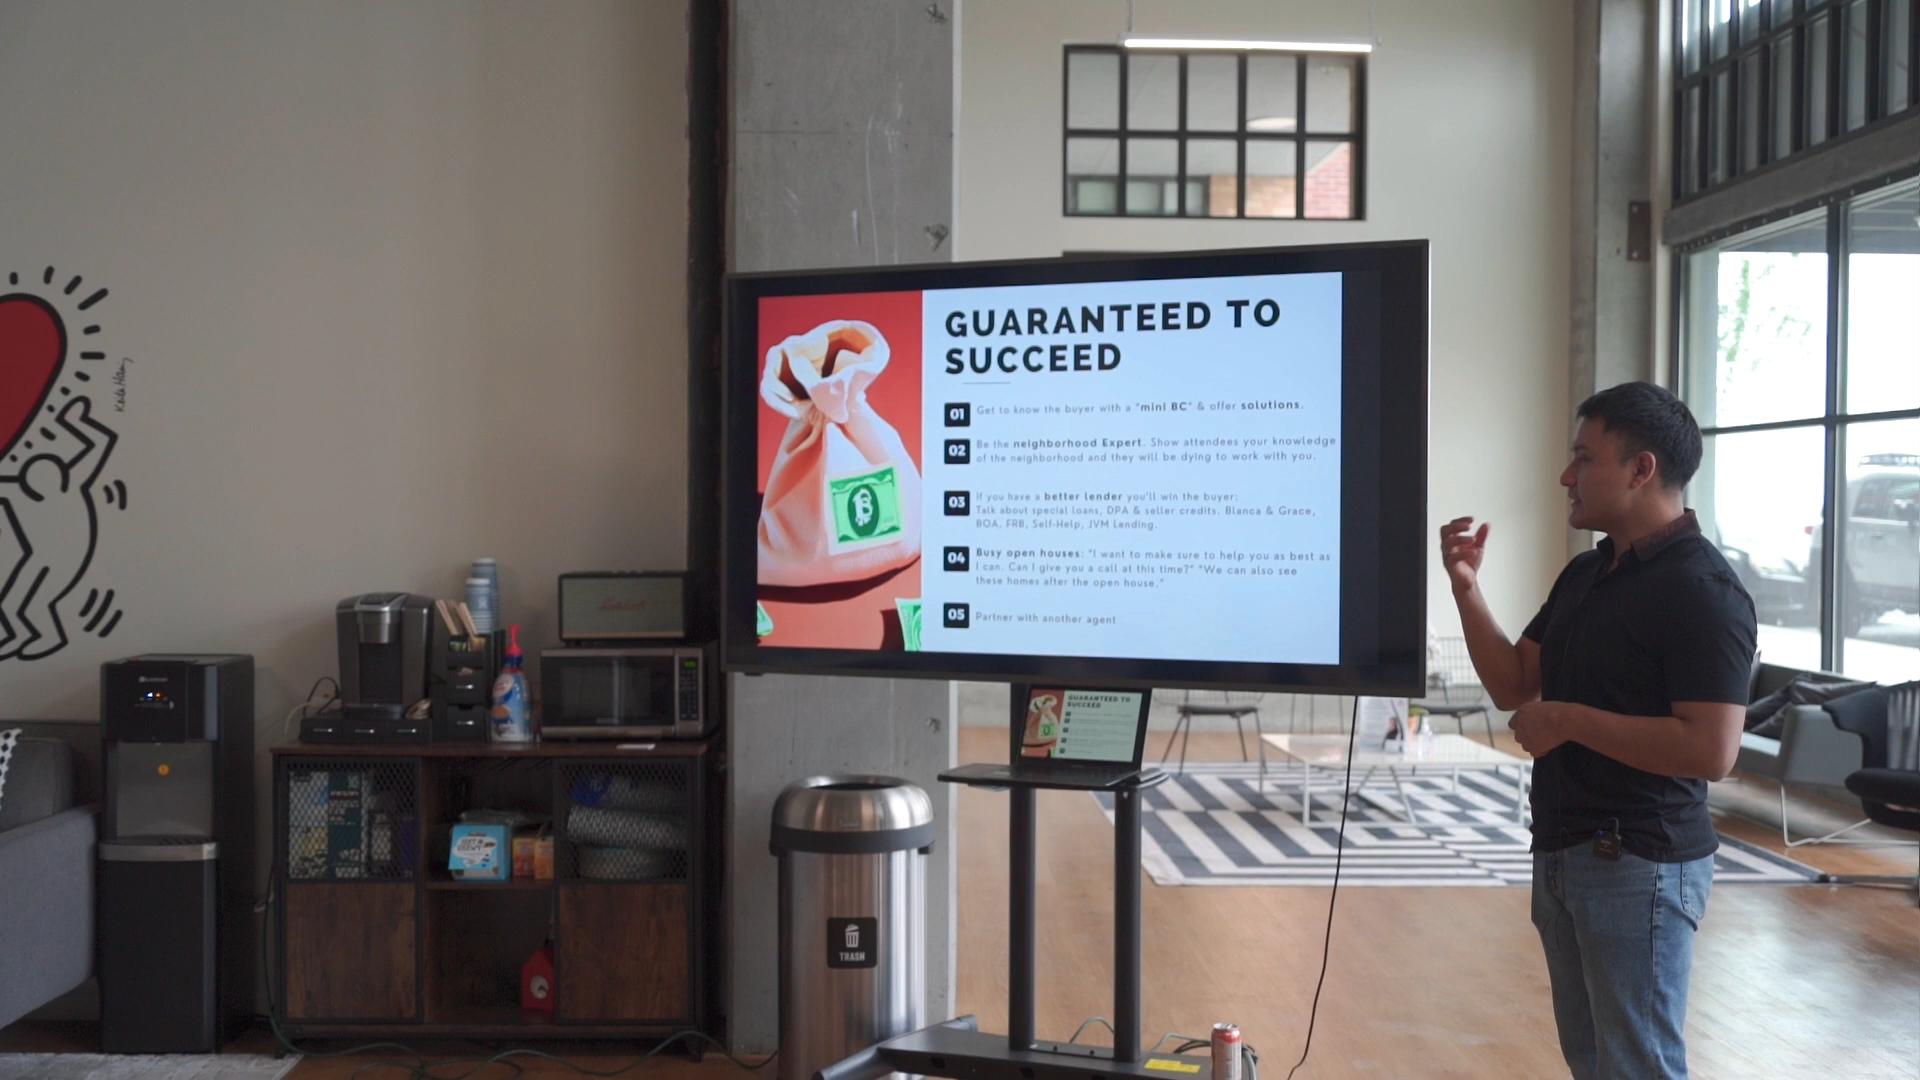 GUARANTEED TO
SUCCEED
01 Get to know the buyer with a "mini BC" & offer solutions.
02 Be the neighborhood Expert. Show attendees your knowledge
of the neighborhood and they will be dying to work with you.
03 If you have a better lender you'll win the buyer:
Talk about special loans, DPA & seller credits. Blanca & Grace,
BOA, FRB, Self-Help, JVM Lending.
04 Busy open houses: "I want to make sure to help you as best as
I can. Can I give you a call at this time?" "We can also see
these homes after the open house."
05 Partner with another agent
Keith Haring
GUARANTEED TO
SUCCEED
TRASH